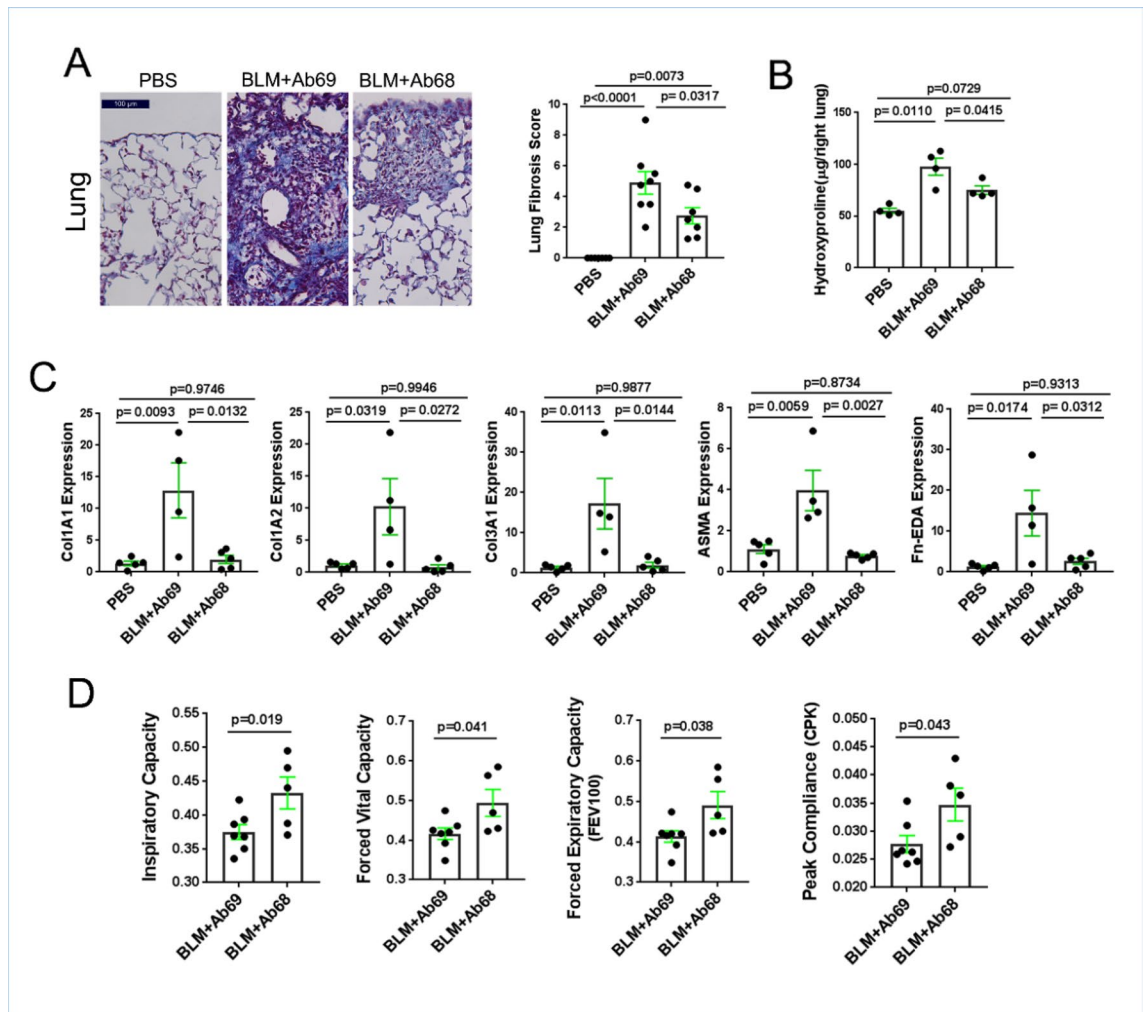 A
PBS
BLM+Ab69
BLM+Ab68
100 µm
Lung
p=0.0073
p<0.0001
p= 0.0317
Lung Fibrosis Score
10
8
6
4
2
0
PBS
BLM+Ab69
BLM+Ab68
B
p=0.0729
p= 0.0110
p= 0.0415
Hydroxyproline(µg/right lung)
150
100
50
0
PBS
BLM+Ab69
BLM+Ab68
C
p=0.9746
p= 0.0093
p= 0.0132
Col1A1 Expression
25
20
15
10
5
0
PBS
BLM+Ab69
BLM+Ab68
p=0.9946
p= 0.0319
p= 0.0272
Col1A2 Expression
25
20
15
10
5
0
PBS
BLM+Ab69
BLM+Ab68
p=0.9877
p= 0.0113
p= 0.0144
Col3A1 Expression
40
30
20
10
0
PBS
BLM+Ab69
BLM+Ab68
p=0.8734
p= 0.0059
p= 0.0027
ASMA Expression
8
6
4
2
0
PBS
BLM+Ab69
BLM+Ab68
p=0.9313
p= 0.0174
p= 0.0312
Fn-EDA Expression
40
30
20
10
0
PBS
BLM+Ab69
BLM+Ab68
D
p=0.019
Inspiratory Capacity
0.55
0.50
0.45
0.40
0.35
0.30
BLM+Ab69
BLM+Ab68
p=0.041
Forced Vital Capacity
0.7
0.6
0.5
0.4
0.3
BLM+Ab69
BLM+Ab68
p=0.038
Forced Expiratory Capacity
(FEV100)
0.7
0.6
0.5
0.4
0.3
BLM+Ab69
BLM+Ab68
p=0.043
Peak Compliance (CPK)
0.050
0.045
0.040
0.035
0.030
0.025
0.020
BLM+Ab69
BLM+Ab68